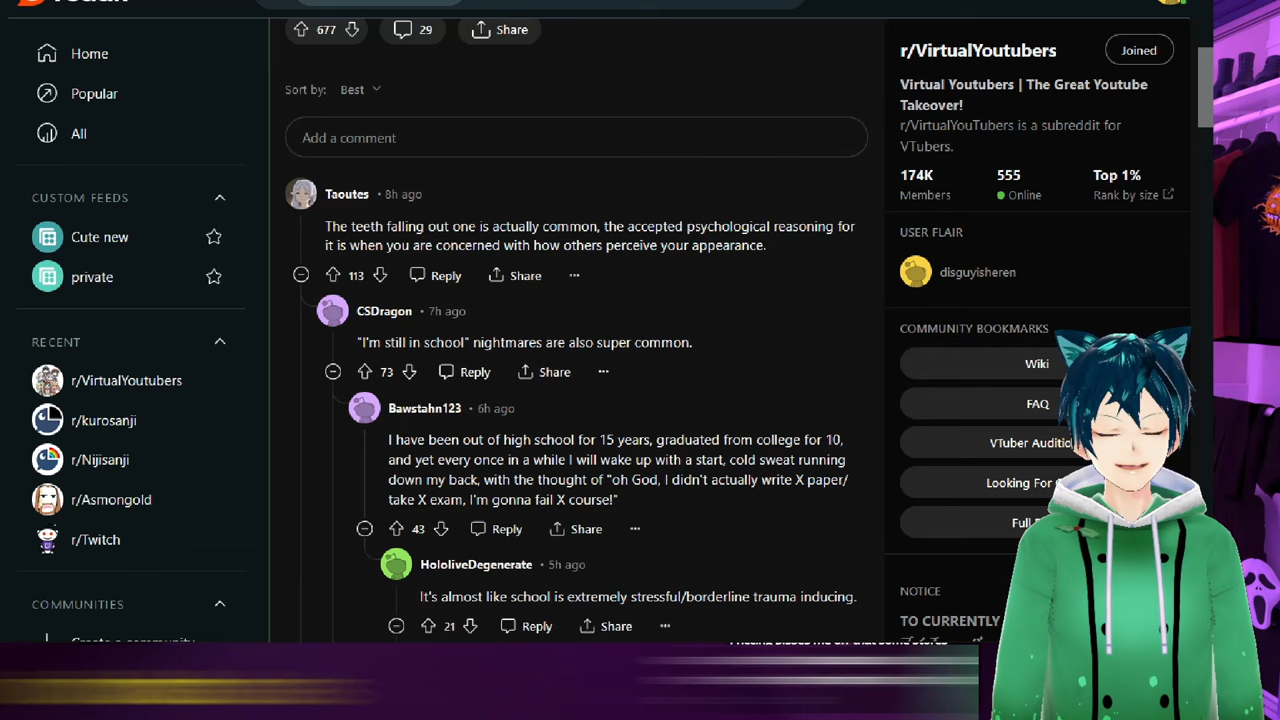 677
29
Share
Home
Popular
All
CUSTOM FEEDS
Cute new
private
RECENT
r/VirtualYoutubers
r/kurosanji
r/Nijisanji
r/Asmongold
r/Twitch
COMMUNITIES
Sort by: Best
Add a comment
Taoutes • 8h ago
The teeth falling out one is actually common, the accepted psychological reasoning for
it is when you are concerned with how others perceive your appearance.
113 Reply Share ...
CSDragon • 7h ago
"I'm still in school" nightmares are also super common.
73 Reply Share ...
Bawstahn123 • 6h ago
I have been out of high school for 15 years, graduated from college for 10,
and yet every once in a while I will wake up with a start, cold sweat running
down my back, with the thought of "oh God, I didn't actually write X paper/
take X exam, I'm gonna fail X course!"
43 Reply Share ...
HololiveDegenerate • 5h ago
It's almost like school is extremely stressful/borderline trauma inducing.
21 Reply Share ...
r/VirtualYoutubers
Joined
Virtual Youtubers | The Great Youtube
Takeover!
r/VirtualYouTubers is a subreddit for
VTubers.
174K 555 Top 1%
Members Online Rank by size
USER FLAIR
disguyisheren
COMMUNITY BOOKMARKS
Wiki
FAQ
VTuber Auditio
Looking For
Full
NOTICE
TO CURRENTLY